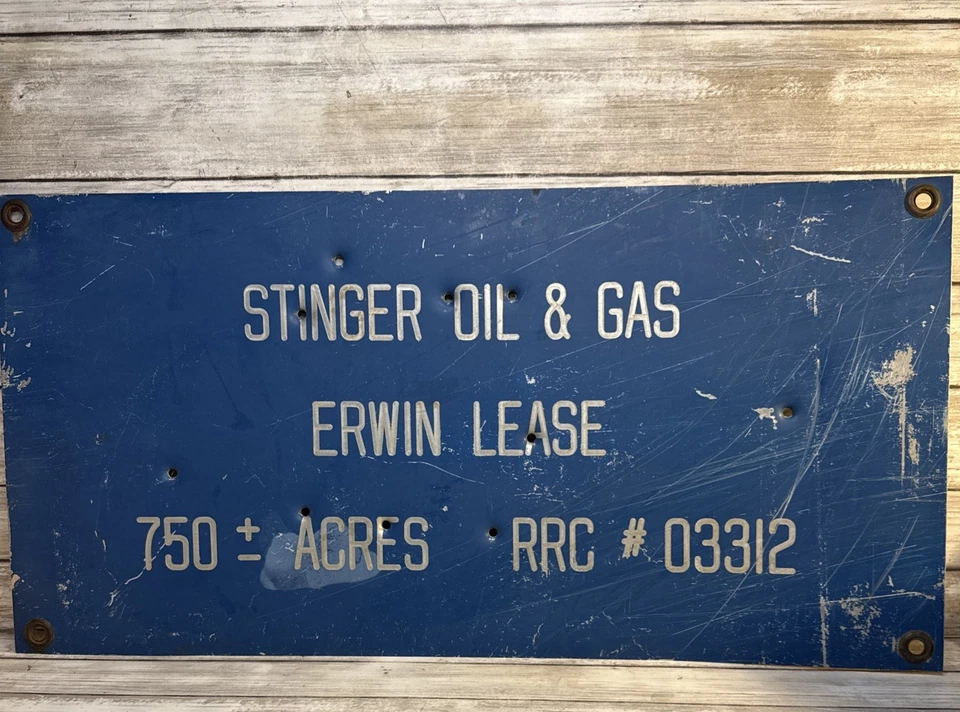 STINGER OIL & GAS
ERWIN LEASE
750 ± ACRES RRC # 03312